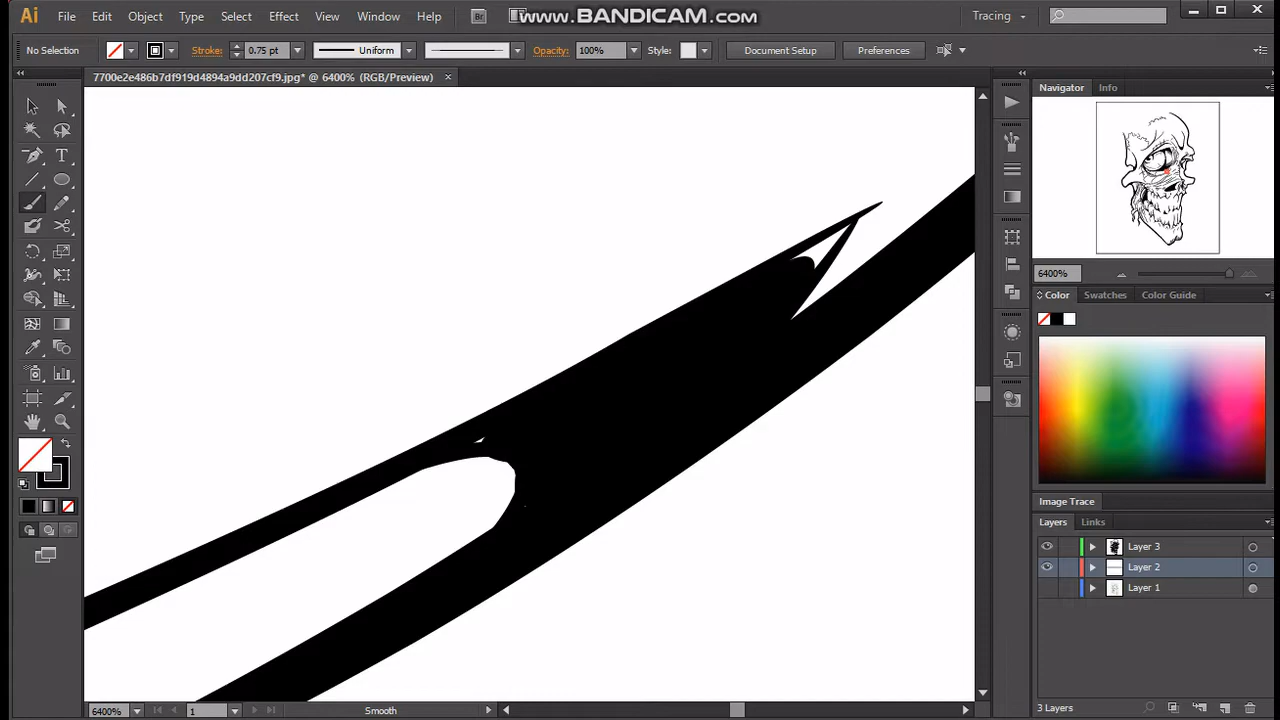 Ai File Edit Object Type Select Effect View Window Help Br www.BANDICAM.com Tracing
No Selection Stroke: 0.75 pt Uniform Opacity: 100% Style: Document Setup Preferences
7700e2e486b7df919d4894a9dd207cf9.jpg* @ 6400% (RGB/Preview) ×
Navigator Info
T
6400%
Color Swatches Color Guide
Image Trace
Layers Links
Layer 3
Layer 2
Layer 1
3 Layers
6400% 1 Smooth